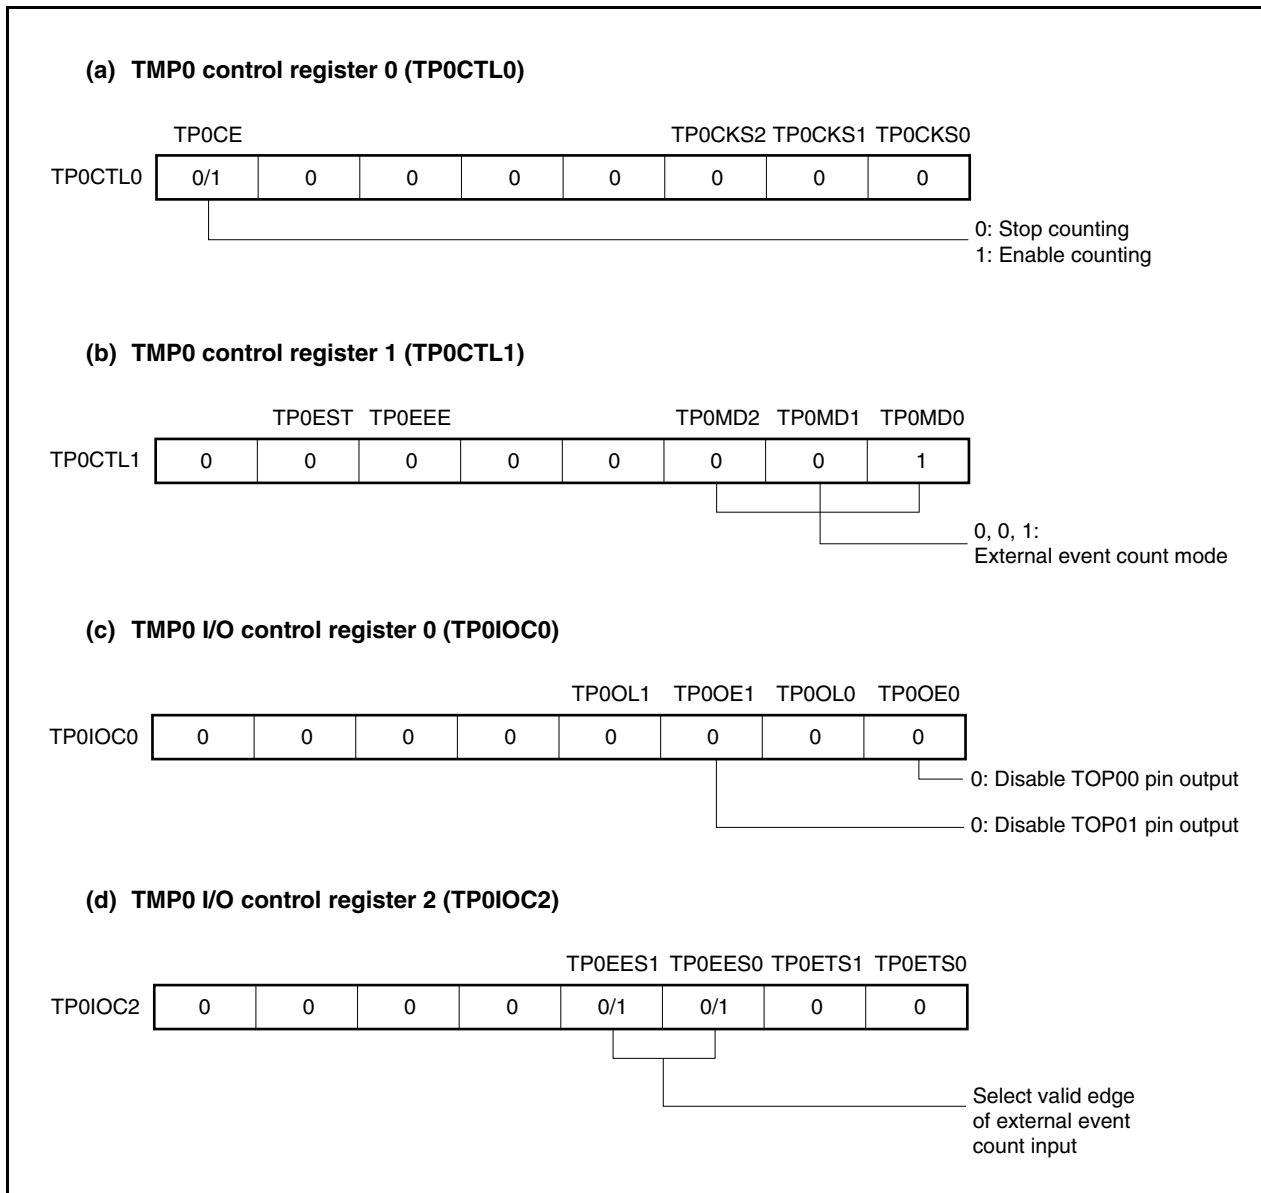 (a) TMP0 control register 0 (TP0CTL0)
TP0CE TP0CKS2 TP0CKS1 TP0CKS0
TP0CTL0 0/1 0 0 0 0 0 0 0
0: Stop counting
1: Enable counting
(b) TMP0 control register 1 (TP0CTL1)
TP0EST TP0EEE TP0MD2 TP0MD1 TP0MD0
TP0CTL1 0 0 0 0 0 0 0 1
0, 0, 1:
External event count mode
(c) TMP0 I/O control register 0 (TP0IOC0)
TP0OL1 TP0OE1 TP0OL0 TP0OE0
TP0IOC0 0 0 0 0 0 0 0 0
0: Disable TOP00 pin output
0: Disable TOP01 pin output
(d) TMP0 I/O control register 2 (TP0IOC2)
TP0EES1 TP0EES0 TP0ETS1 TP0ETS0
TP0IOC2 0 0 0 0 0/1 0/1 0 0
Select valid edge
of external event
count input